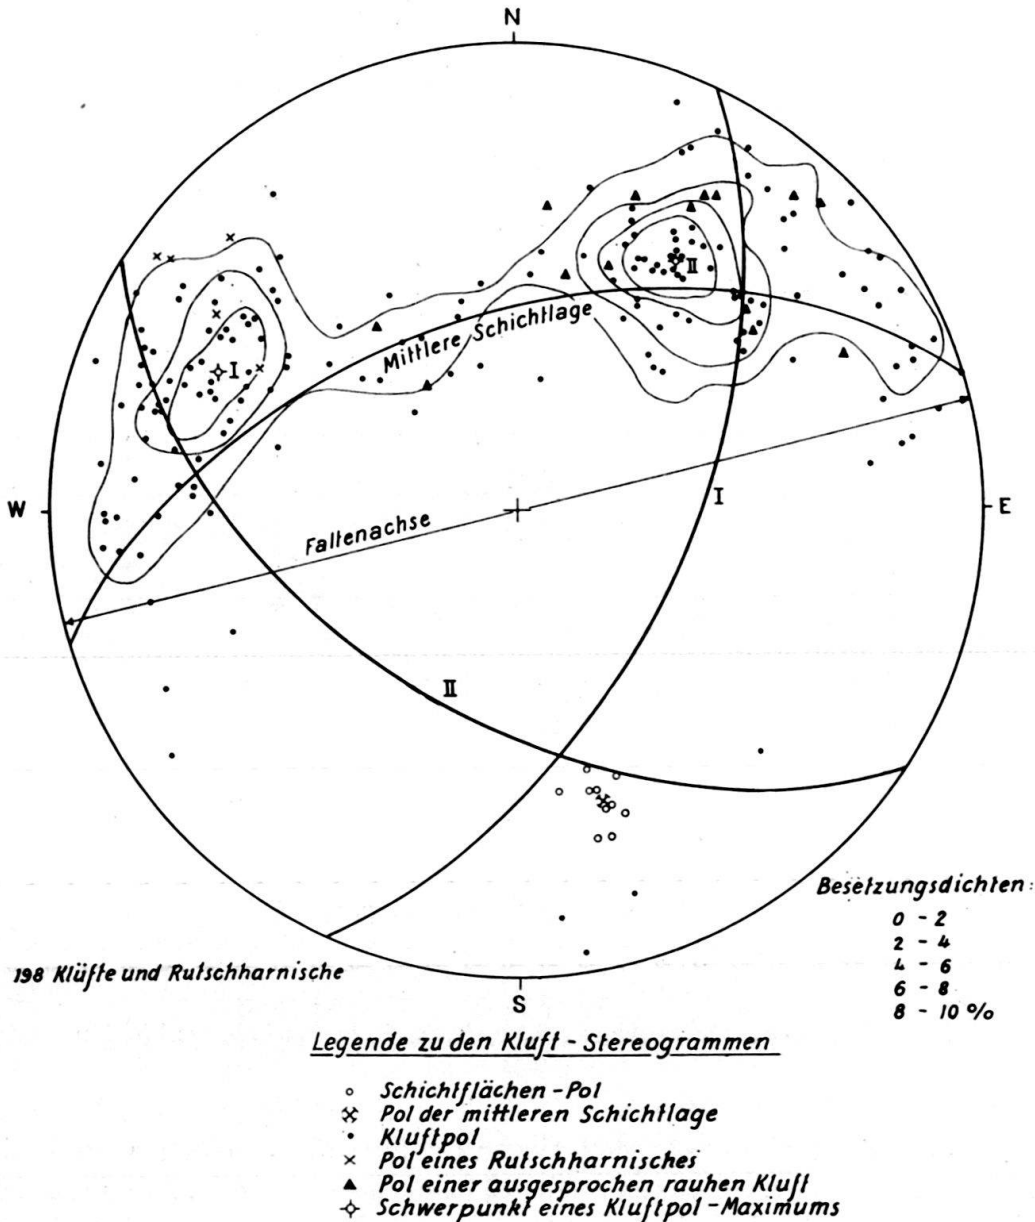 N
II
Mittlere Schichtlage
I
W
I
E
Faltenachse
II
Besetzungsdichten:
0 - 2
2 - 4
4 - 6
6 - 8
8 - 10 %
198 Klüfte und Rutschharnische
S
Legende zu den Kluft - Stereogrammen
Schichtflächen - Pol
Pol der mittleren Schichtlage
Kluftpol
Pol eines Rutschharnisches
Pol einer ausgesprochen rauhen Kluft
Schwerpunkt eines Kluftpol - Maximums